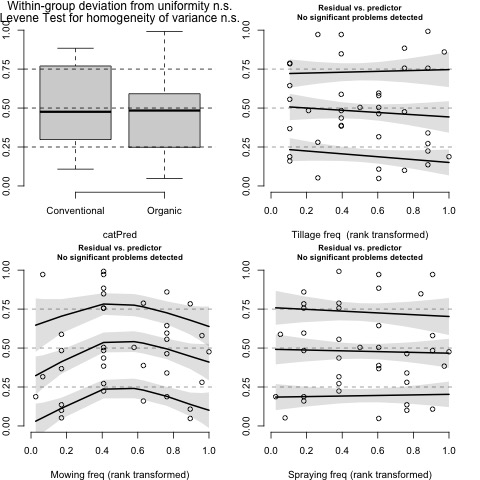 Within-group deviation from uniformity n.s.
Levene Test for homogeneity of variance n.s.
0.00 0.25 0.50 0.75 1.00
Conventional Organic
catPred
Residual vs. predictor
No significant problems detected
0.00 0.25 0.50 0.75 1.00
0.0 0.2 0.4 0.6 0.8 1.0
Tillage freq (rank transformed)
Residual vs. predictor
No significant problems detected
0.00 0.25 0.50 0.75 1.00
0.0 0.2 0.4 0.6 0.8 1.0
Mowing freq (rank transformed)
Residual vs. predictor
No significant problems detected
0.00 0.25 0.50 0.75 1.00
0.0 0.2 0.4 0.6 0.8 1.0
Spraying freq (rank transformed)